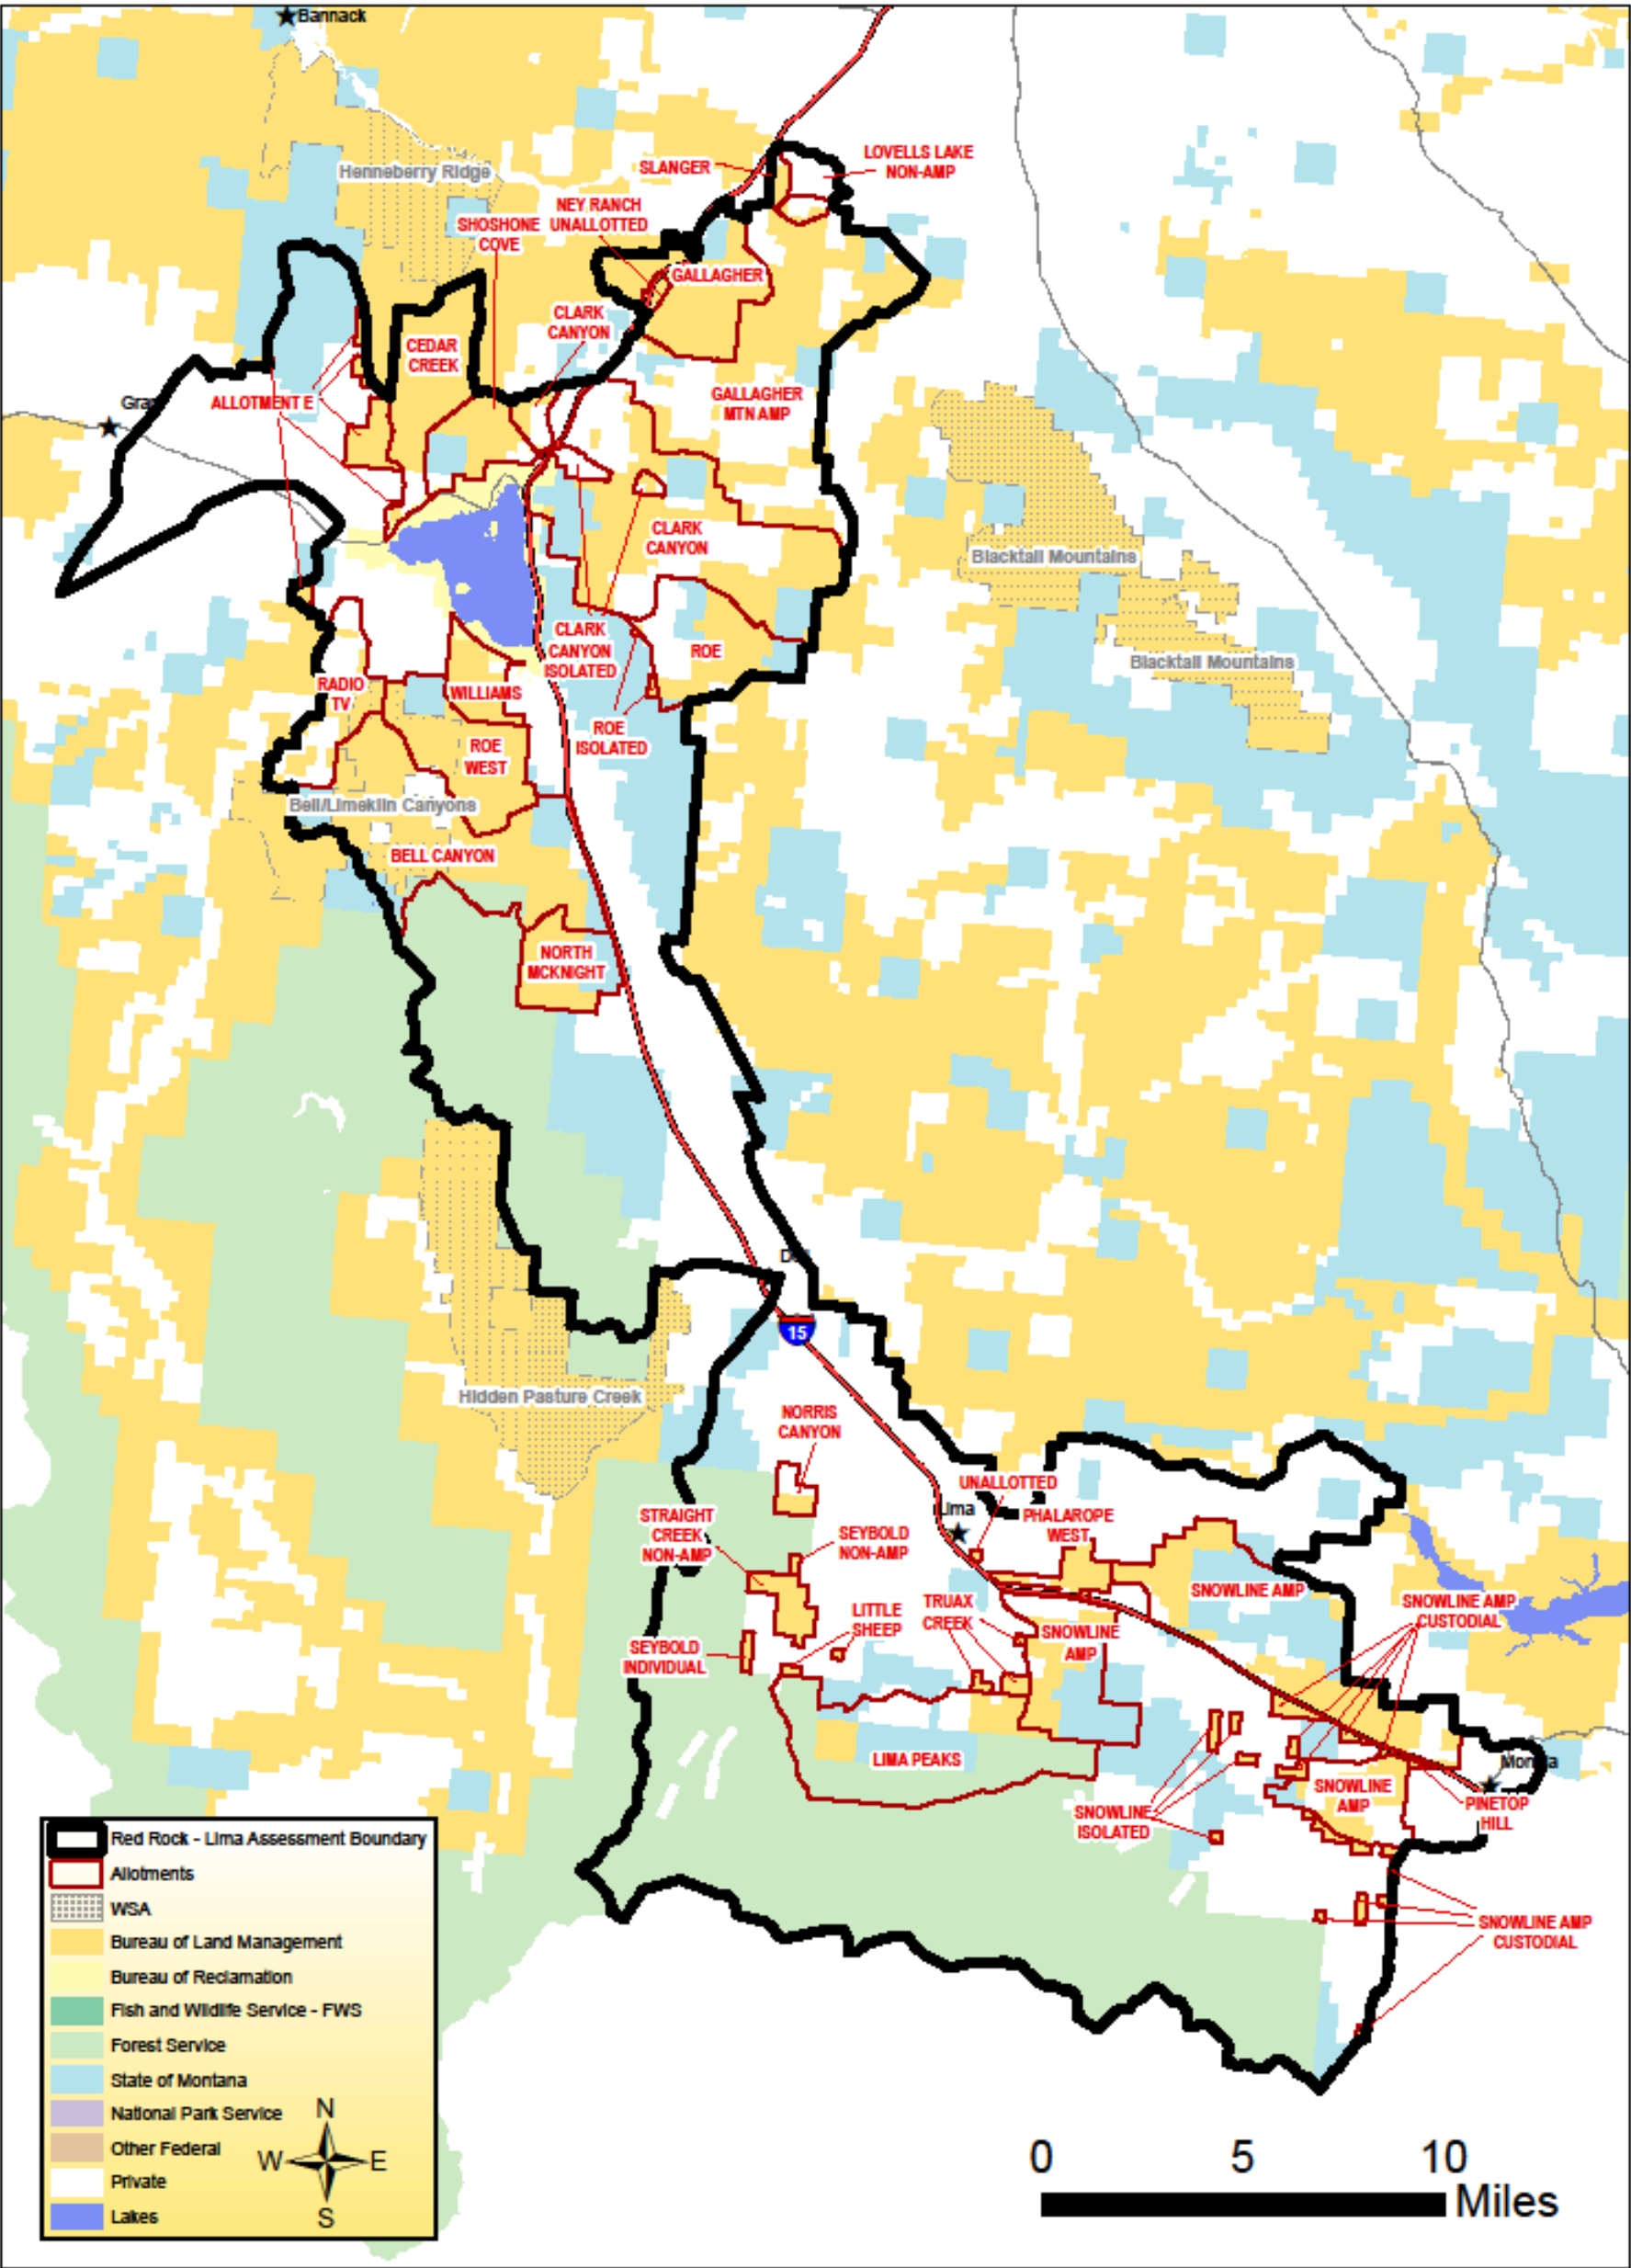 Bannack
Henneberry Ridge
SLANGER
LOVELLS LAKE
NON-AMP
NEY RANCH
UNALLOTTED
SHOSHONE
COVE
GALLAGHER
CLARK
CANYON
CEDAR
CREEK
GALLAGHER
MTN AMP
ALLOTMENT E
CLARK
CANYON
Blacktail Mountains
CLARK
CANYON
ISOLATED
ROE
Blacktail Mountains
RADIO
TV
WILLIAMS
ROE
ISOLATED
ROE
WEST
Bell/Limekiln Canyons
BELL CANYON
NORTH
MCKNIGHT
15
Hidden Pasture Creek
NORRIS
CANYON
UNALLOTTED
Lima
STRAIGHT
CREEK
NON-AMP
SEYBOLD
NON-AMP
PHALAROPE
WEST
SNOWLINE AMP
SNOWLINE AMP
CUSTODIAL
TRUAX
CREEK
LITTLE
SHEEP
SNOWLINE
AMP
SEYBOLD
INDIVIDUAL
LIMA PEAKS
SNOWLINE
AMP
PINETOP
HILL
SNOWLINE
ISOLATED
SNOWLINE AMP
CUSTODIAL
Red Rock - Lima Assessment Boundary
Allotments
WSA
Bureau of Land Management
Bureau of Reclamation
Fish and Wildlife Service - FWS
Forest Service
State of Montana
National Park Service
Other Federal
Private
Lakes
N
W E
S
0 5 10
Miles